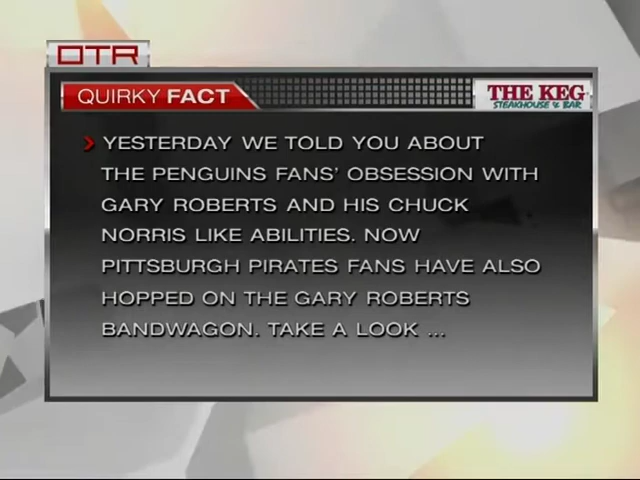 OTR
QUIRKY FACT
THE KEG
STEAKHOUSE & BAR
YESTERDAY WE TOLD YOU ABOUT
THE PENGUINS FANS' OBSESSION WITH
GARY ROBERTS AND HIS CHUCK
NORRIS LIKE ABILITIES. NOW
PITTSBURGH PIRATES FANS HAVE ALSO
HOPPED ON THE GARY ROBERTS
BANDWAGON. TAKE A LOOK ...